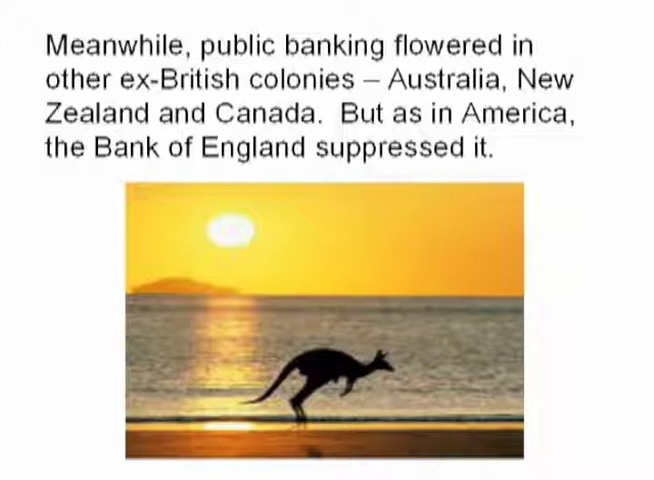 Meanwhile, public banking flowered in
other ex-British colonies – Australia, New
Zealand and Canada.  But as in America,
the Bank of England suppressed it.